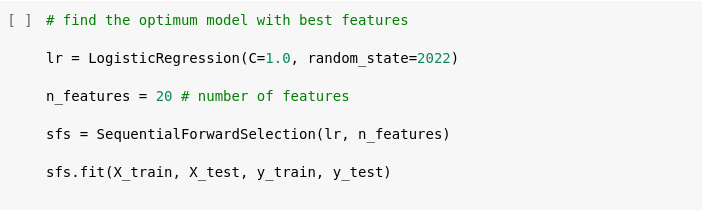 [ ] # find the optimum model with best features
lr = LogisticRegression(C=1.0, random_state=2022)
n_features = 20 # number of features
sfs = SequentialForwardSelection(lr, n_features)
sfs.fit(X_train, X_test, y_train, y_test)